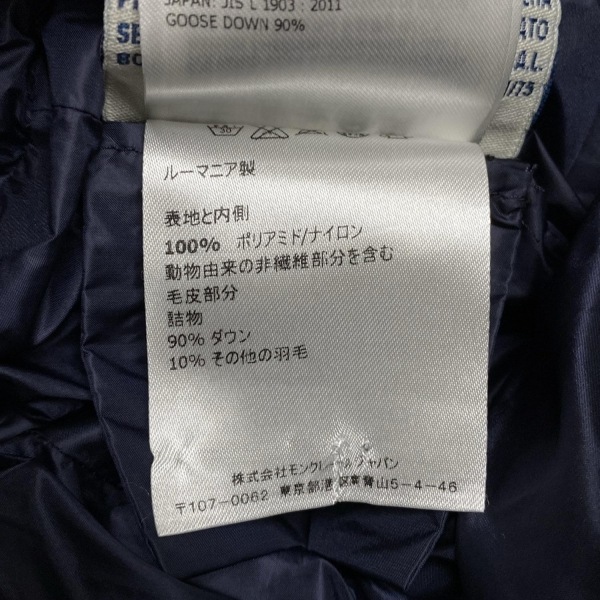 JAPAN: JIS L 1903 : 2011
GOOSE DOWN 90%
SE
ATO
A.L.
/75
30
ルーマニア製
表地と内側
100% ポリアミド/ナイロン
動物由来の非繊維部分を含む
毛皮部分
詰物
90% ダウン
10% その他の羽毛
株式会社モンクレールジャパン
〒107-0062 東京都港区南青山5-4-46